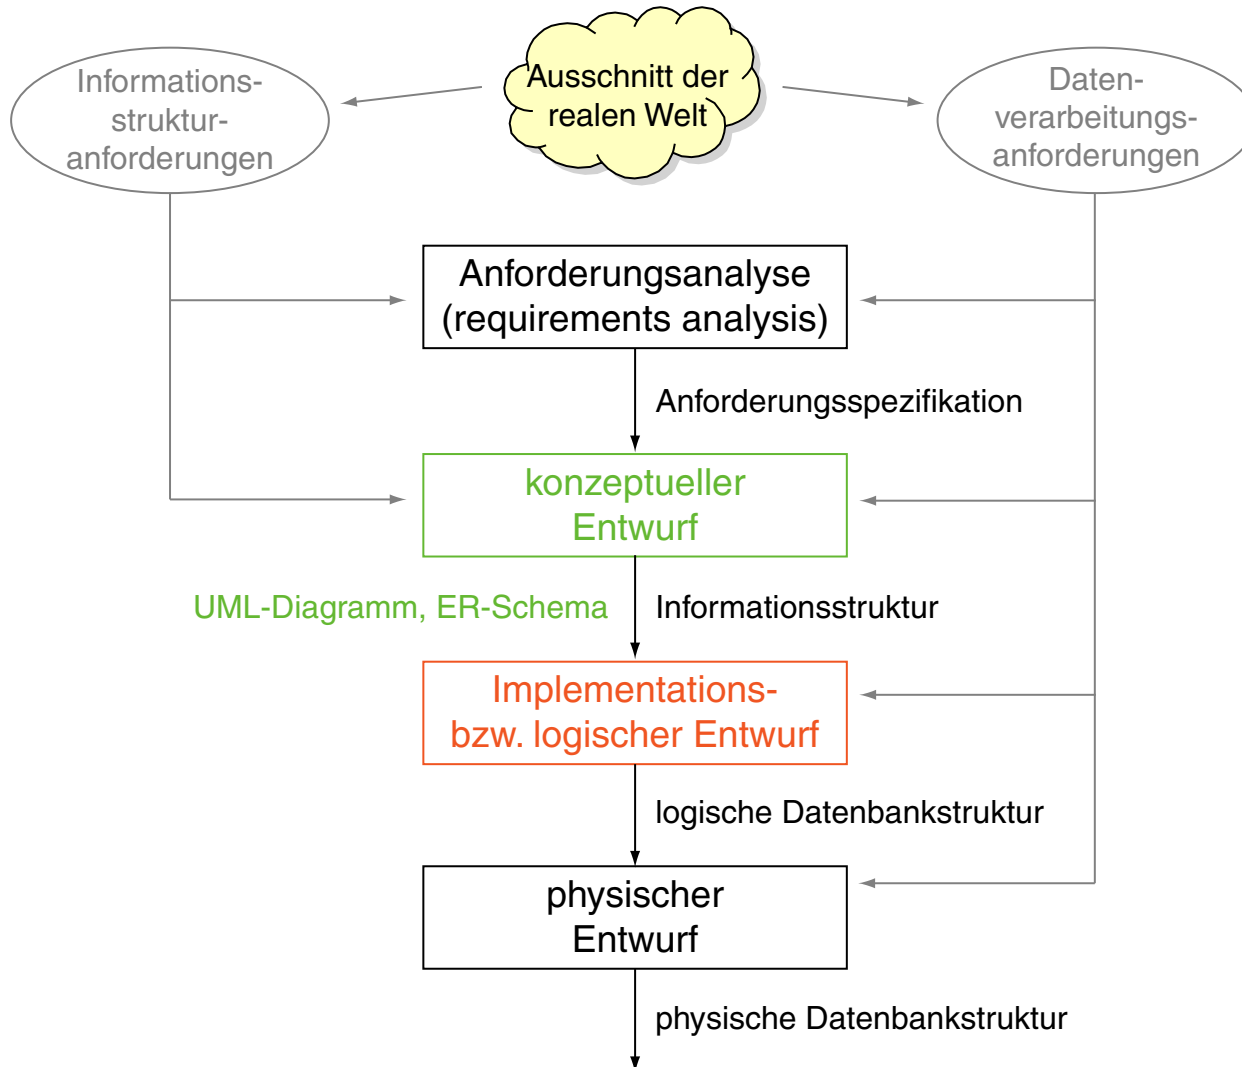 Informations-
struktur-
anforderungen
Ausschnitt der
realen Welt
Daten-
verarbeitungs-
anforderungen
Anforderungsanalyse
(requirements analysis)
Anforderungsspezifikation
konzeptueller
Entwurf
UML-Diagramm, ER-Schema
Informationsstruktur
Implementations-
bzw. logischer Entwurf
logische Datenbankstruktur
physischer
Entwurf
physische Datenbankstruktur